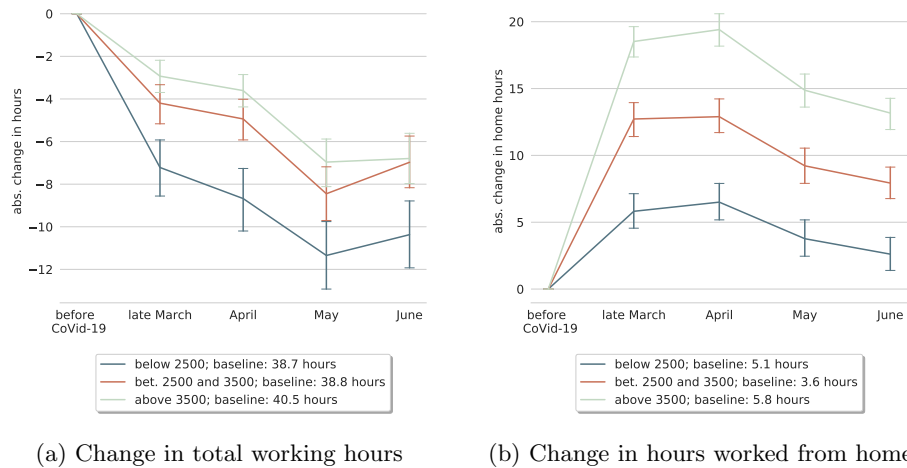 0
−2
−4
−6
−8
−10
−12
abs. change in hours
before
CoVid-19
late March
April
May
June
below 2500; baseline: 38.7 hours
bet. 2500 and 3500; baseline: 38.8 hours
above 3500; baseline: 40.5 hours
(a) Change in total working hours
20
15
10
5
0
abs. change in home hours
before
CoVid-19
late March
April
May
June
below 2500; baseline: 5.1 hours
bet. 2500 and 3500; baseline: 3.6 hours
above 3500; baseline: 5.8 hours
(b) Change in hours worked from home